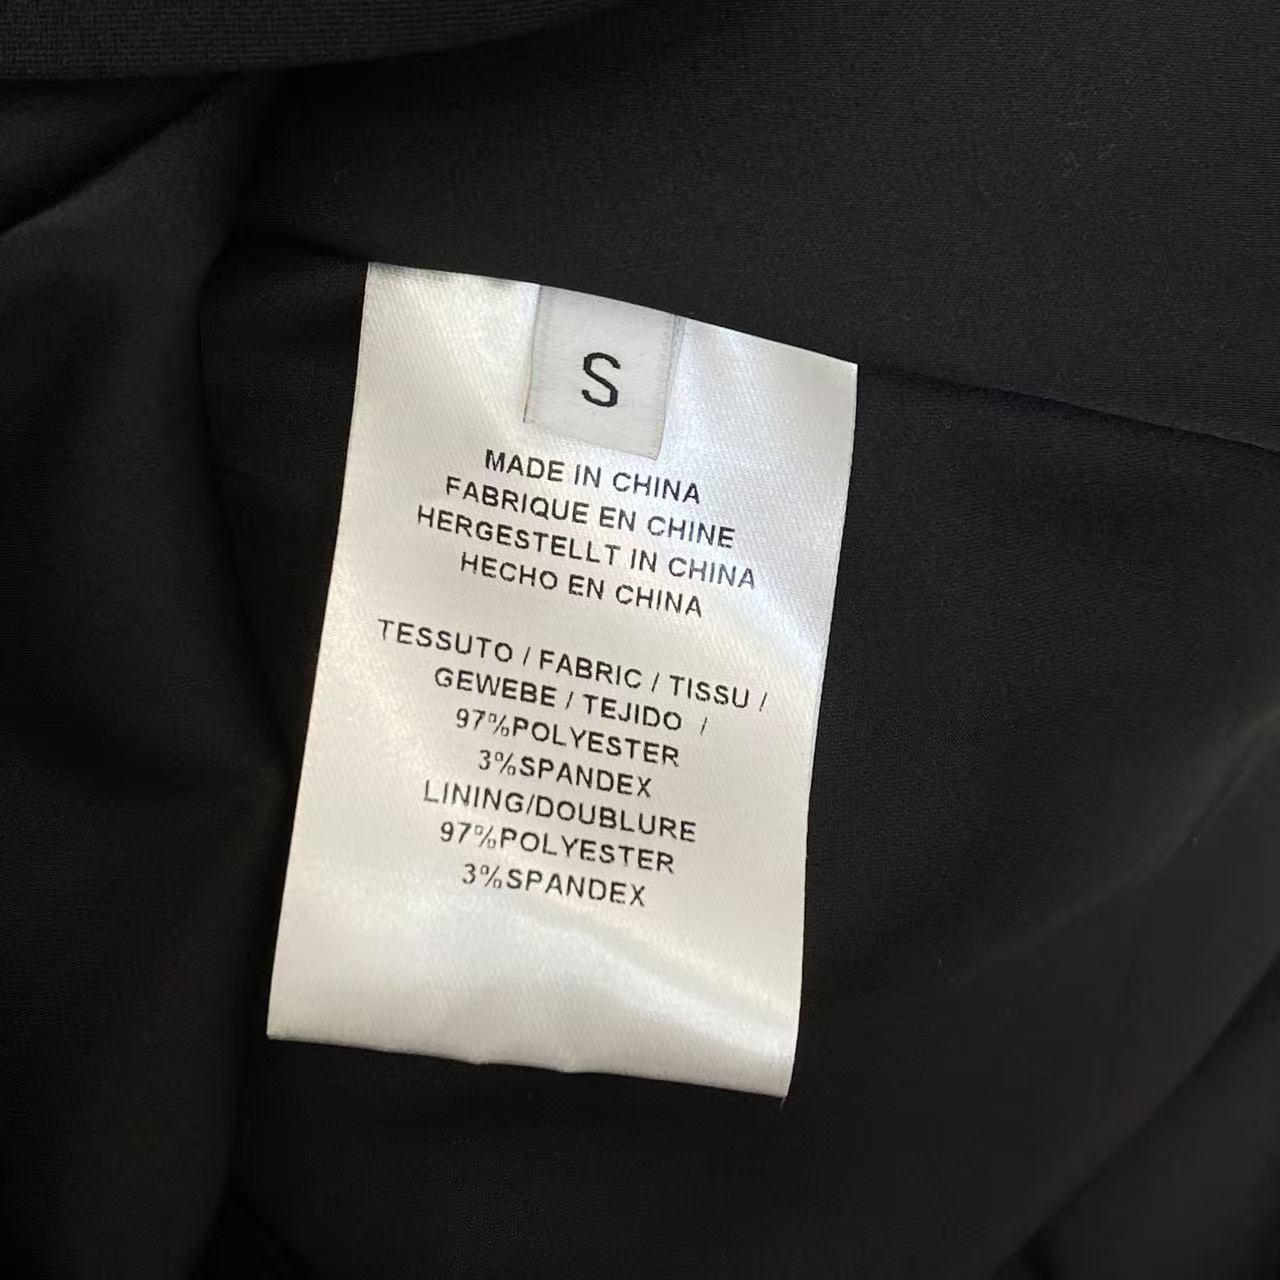 S
MADE IN CHINA
FABRIQUE EN CHINE
HERGESTELLT IN CHINA
HECHO EN CHINA
TESSUTO / FABRIC / TISSU /
GEWEBE / TEJIDO /
97%POLYESTER
3%SPANDEX
LINING/DOUBLURE
97%POLYESTER
3%SPANDEX